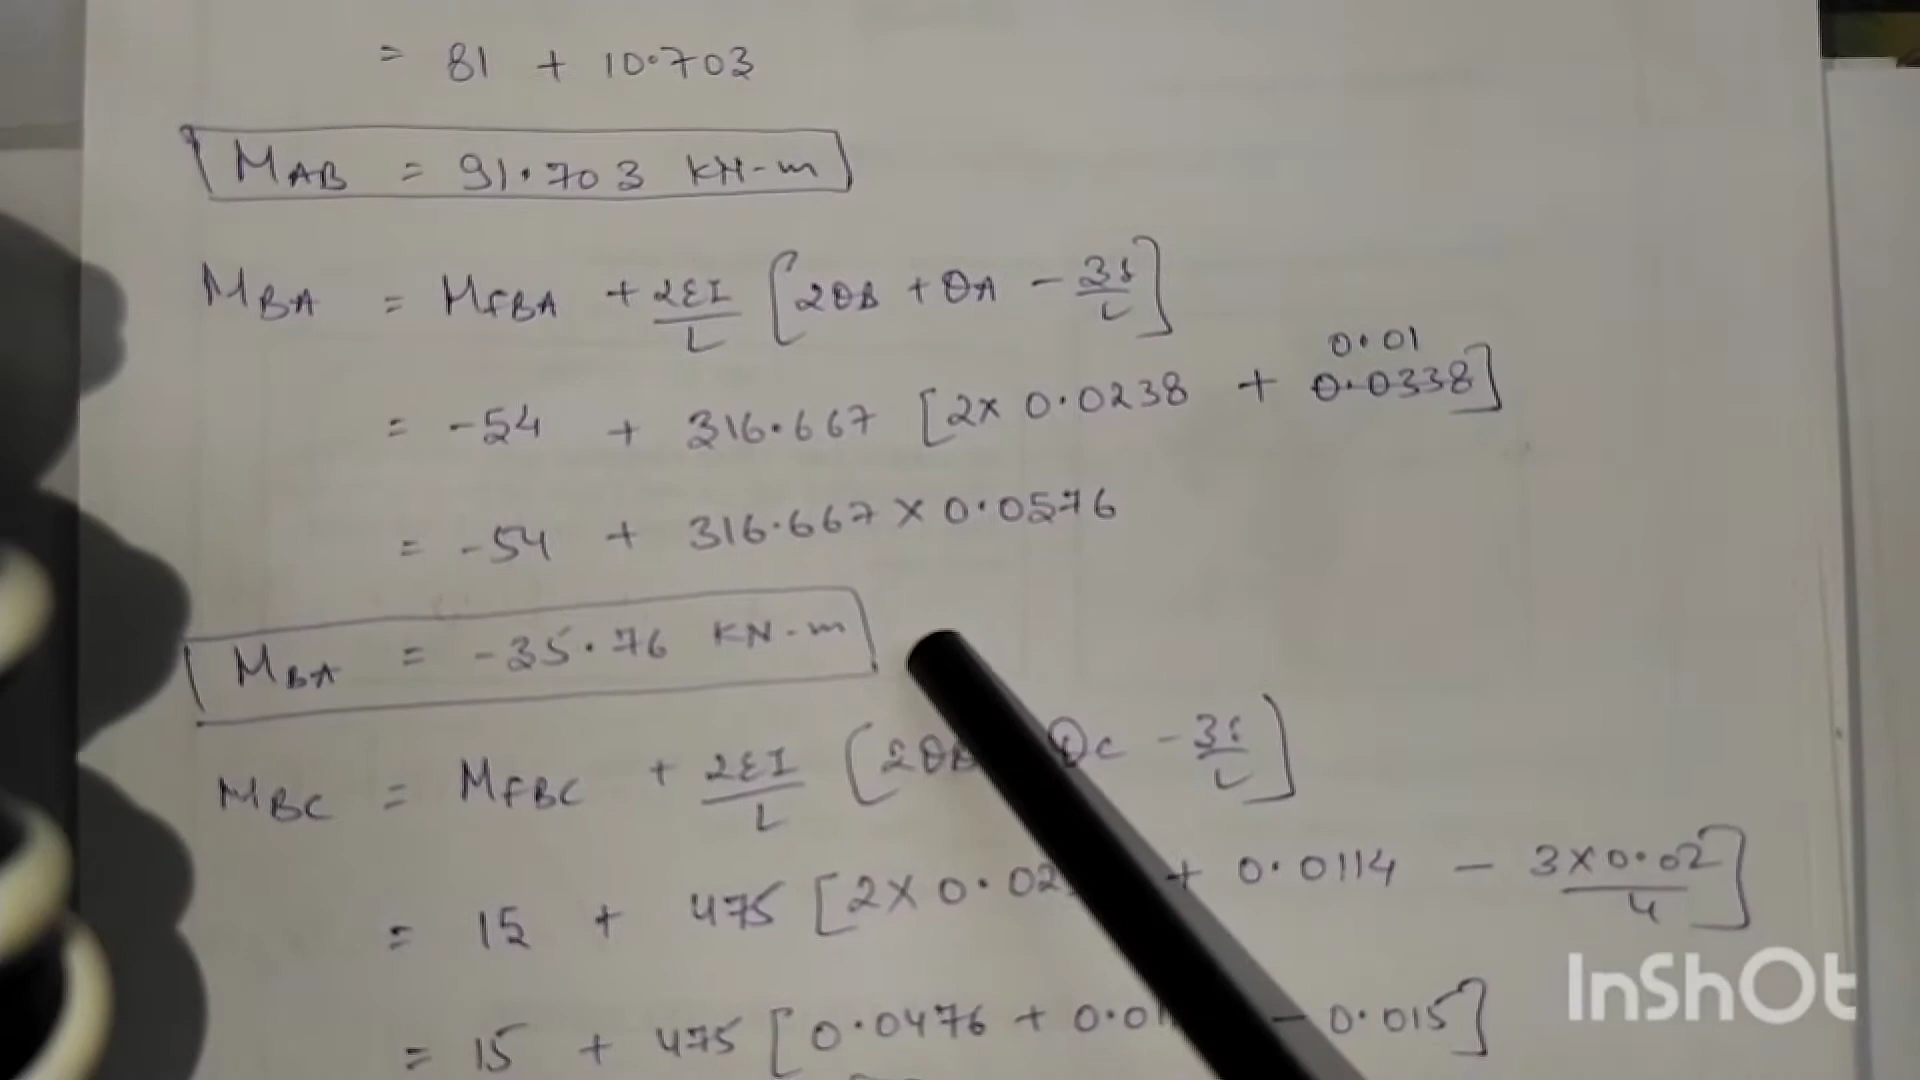 = 81 + 10.703
MAB = 91.703 KN-m
MBA = MFBA + 2EI/L [2θB + θA - 3δ/L]
0.01
= -54 + 316.667 [2x 0.0238 + 0.0338]
= -54 + 316.667 X 0.0576
MBA = -35.76 KN-m
MBC = MFBC + 2EI/L [2θB θC - 3δ/L]
= 15 + 475 [2X 0.02 + 0.0114 - 3X0.02/4]
= 15 + 475 [0.0476 + 0.01 - 0.015]
InShOt